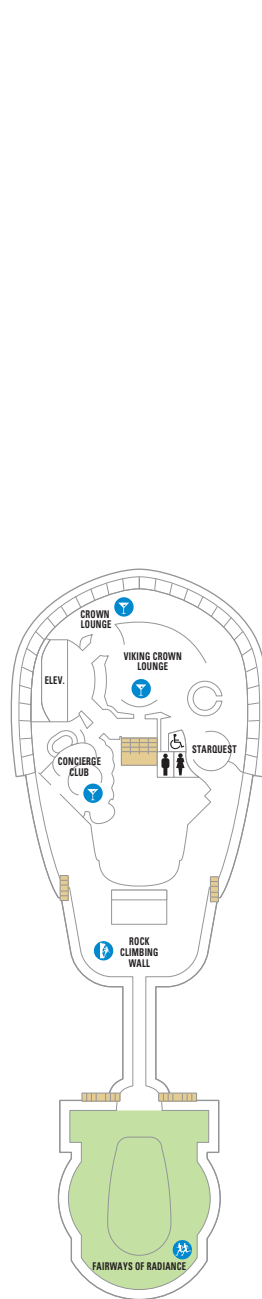 CROWN
LOUNGE
VIKING CROWN
LOUNGE
ELEV.
STARQUEST
CONCIERGE
CLUB
ROCK
CLIMBING
WALL
FAIRWAYS OF RADIANCE